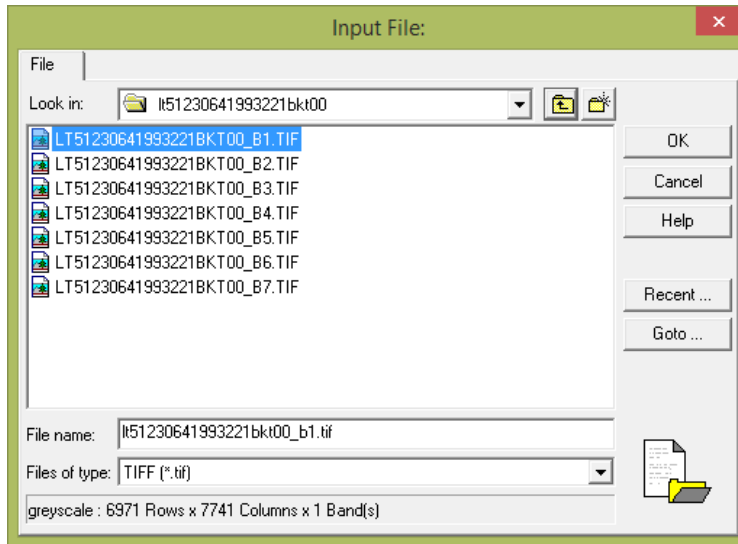 Input File:
File
Look in: lt51230641993221bkt00
LT51230641993221BKT00_B1.TIF
LT51230641993221BKT00_B2.TIF
LT51230641993221BKT00_B3.TIF
LT51230641993221BKT00_B4.TIF
LT51230641993221BKT00_B5.TIF
LT51230641993221BKT00_B6.TIF
LT51230641993221BKT00_B7.TIF
OK
Cancel
Help
Recent ...
Goto ...
File name: lt51230641993221bkt00_b1.tif
Files of type: TIFF (*.tif)
greyscale : 6971 Rows x 7741 Columns x 1 Band(s)